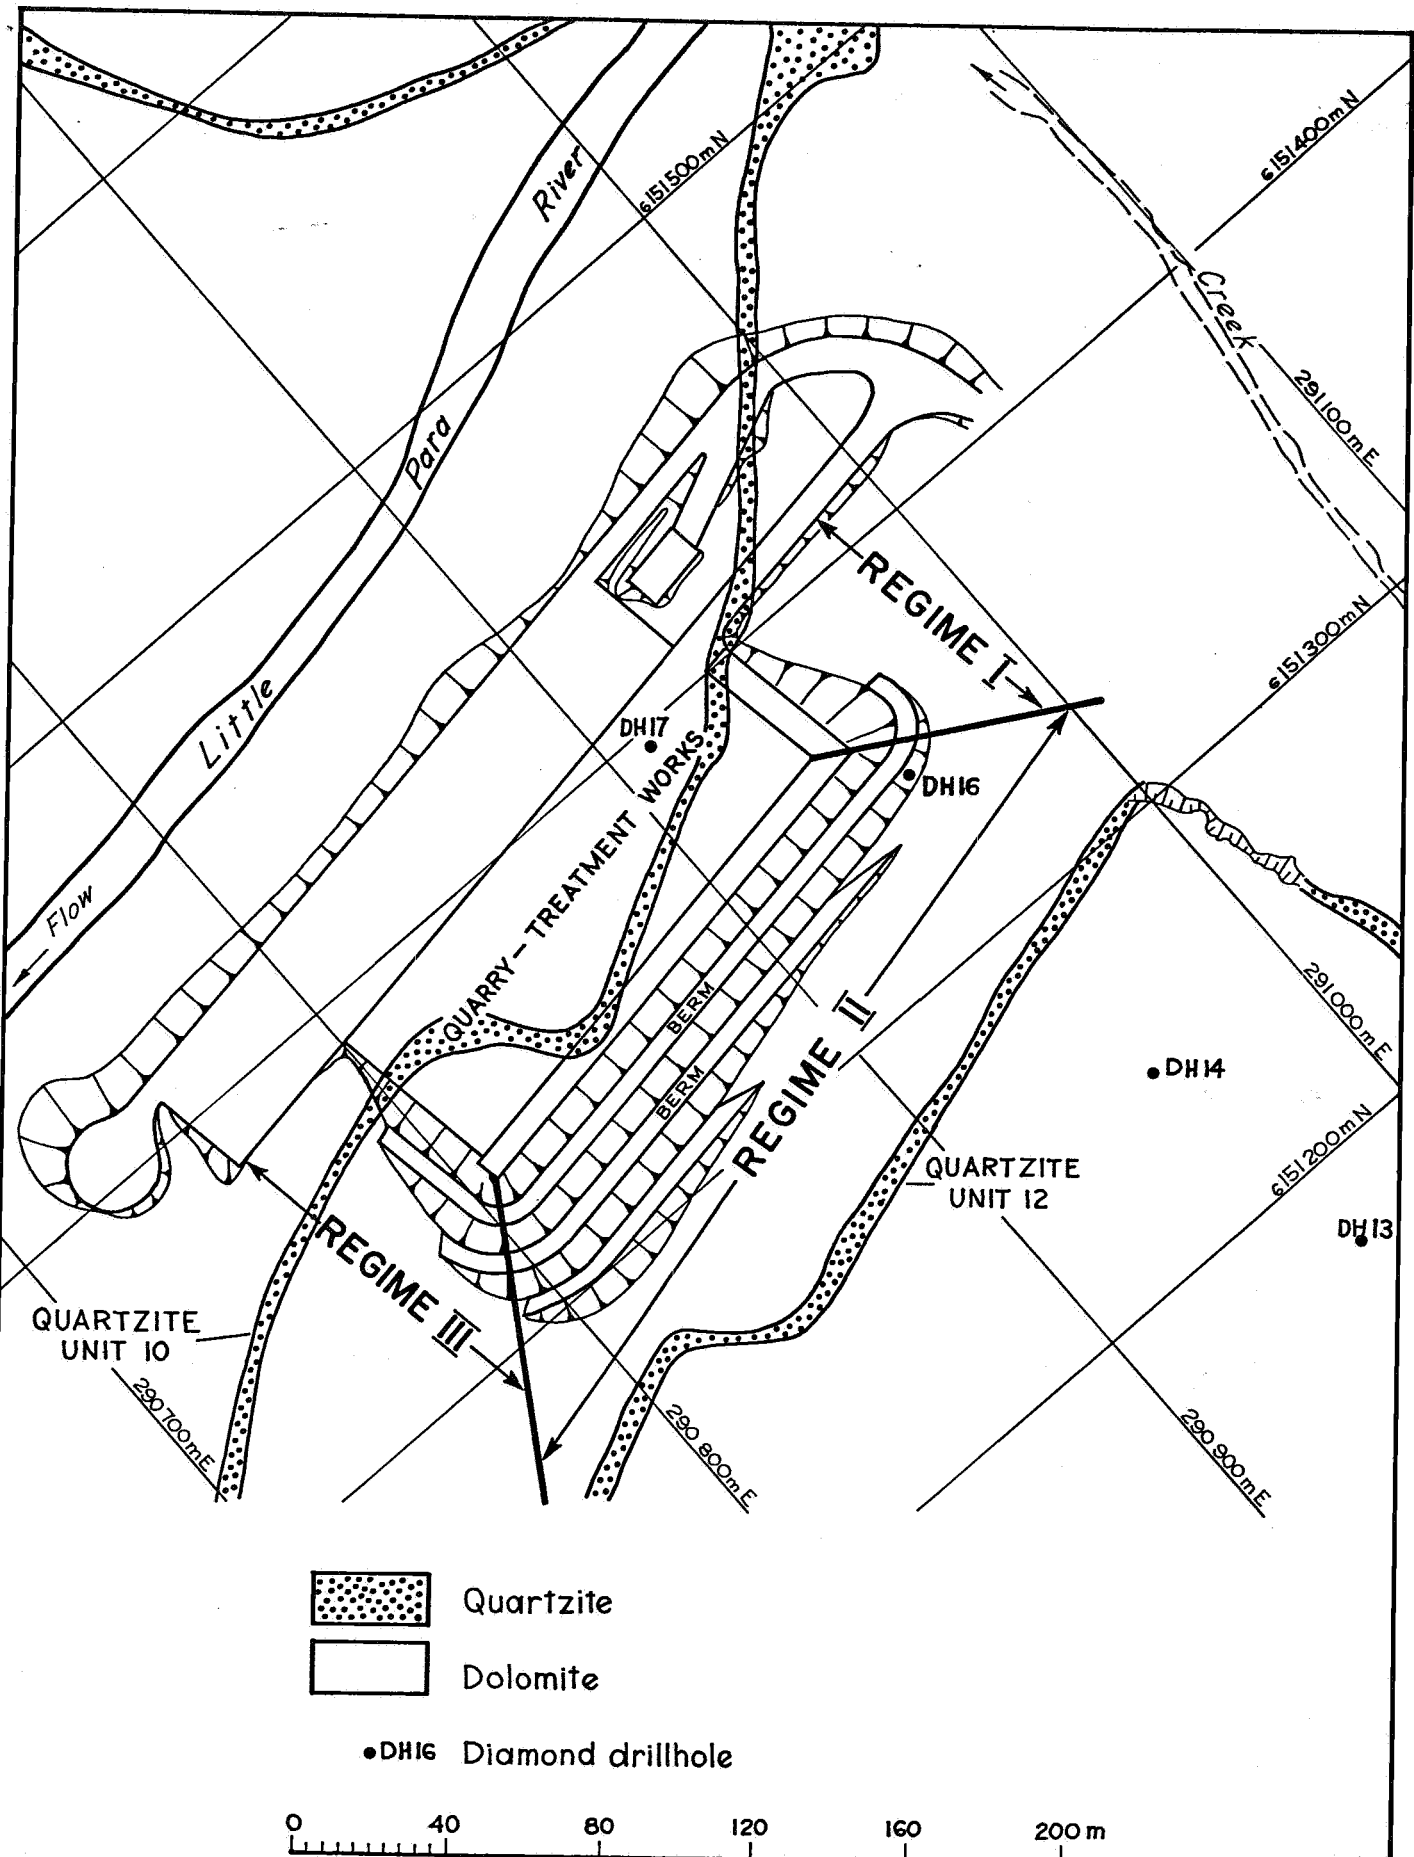 River
6151500mN
6151400mN
Creek
291100mE
Para
REGIME I
6151300mN
Little
DH17
DH16
QUARRY-TREATMENT WORKS
Flow
BERM
BERM
REGIME II
291000mE
DH14
QUARTZITE
UNIT 12
6151200mN
DH13
REGIME III
QUARTZITE
UNIT 10
290700mE
290800mE
290900mE
Quartzite
Dolomite
DH16 Diamond drillhole
0 40 80 120 160 200 m